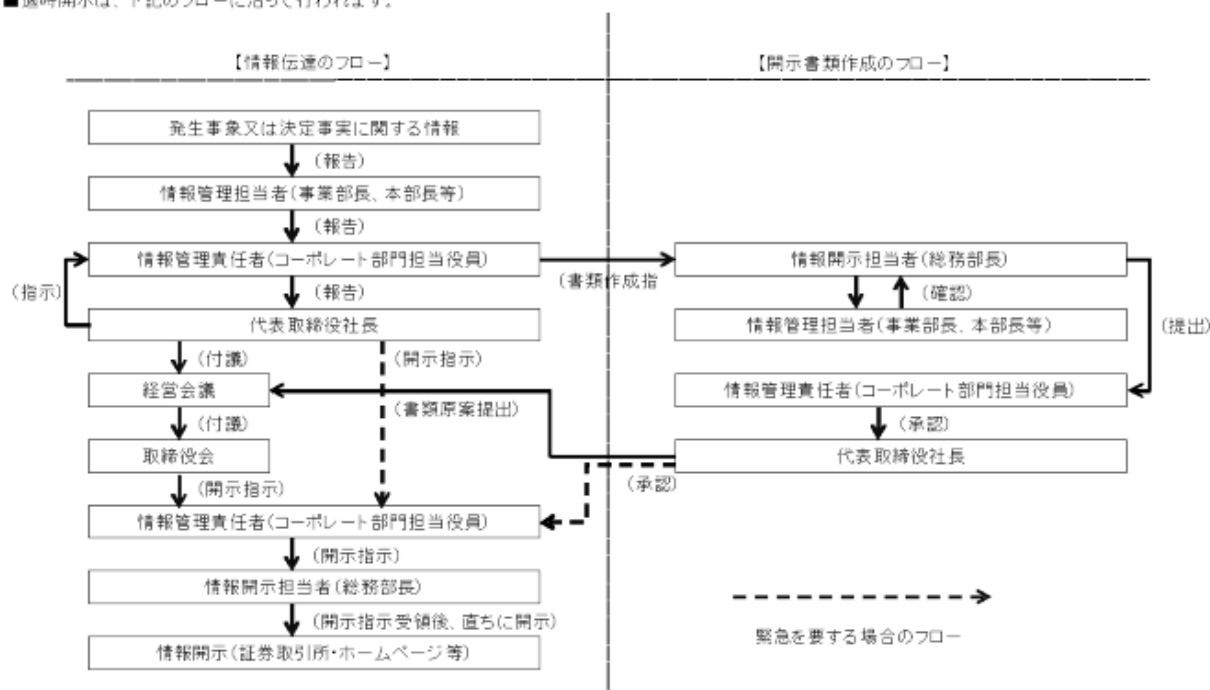 ■適時開示は、下記のフローに沿って行われます。
【情報伝達のフロー】
発生事象又は決定事実に関する情報
(報告)
情報管理担当者(事業部長、本部長等)
(報告)
情報管理責任者(コーポレート部門担当役員)
(指示)
(報告)
代表取締役社長
(付議)
(開示指示)
経営会議
(書類原案提出)
(付議)
取締役会
(開示指示)
情報管理責任者(コーポレート部門担当役員)
(開示指示)
情報開示担当者(総務部長)
(開示指示受領後、直ちに開示)
情報開示(証券取引所・ホームページ等)
【開示書類作成のフロー】
(書類作成指
情報開示担当者(総務部長)
(確認)
情報管理担当者(事業部長、本部長等)
(提出)
情報管理責任者(コーポレート部門担当役員)
(承認)
代表取締役社長
(承認)
緊急を要する場合のフロー